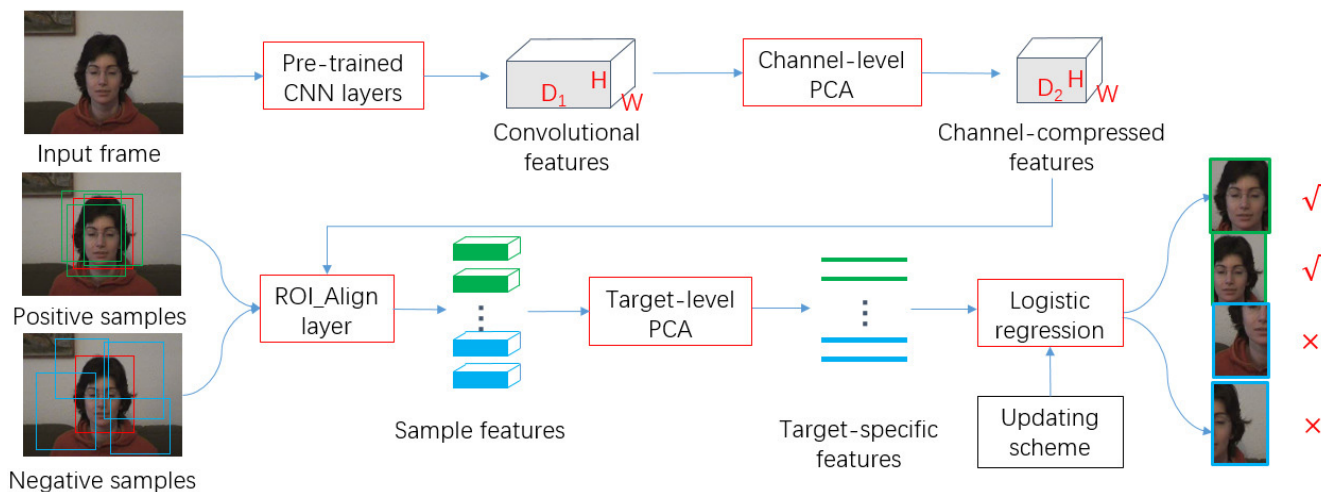 Pre-trained
CNN layers
D₁
H
W
Channel-level
PCA
D₂
H
W
Input frame
Convolutional
features
Channel-compressed
features
√
Positive samples
ROI_Align
layer
Target-level
PCA
Logistic
regression
√
×
Negative samples
Sample features
Target-specific
features
Updating
scheme
×